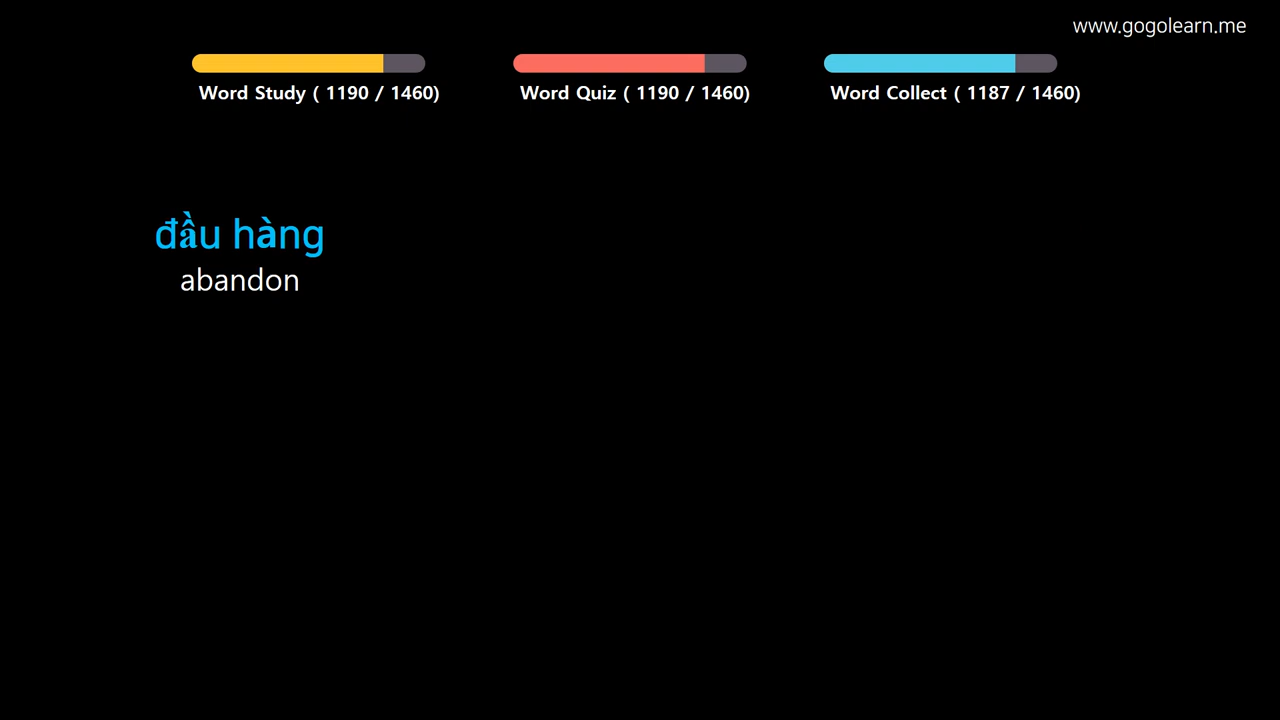 www.gogolearn.me
Word Study ( 1190 / 1460)
Word Quiz ( 1190 / 1460)
Word Collect ( 1187 / 1460)
đầu hàng
abandon